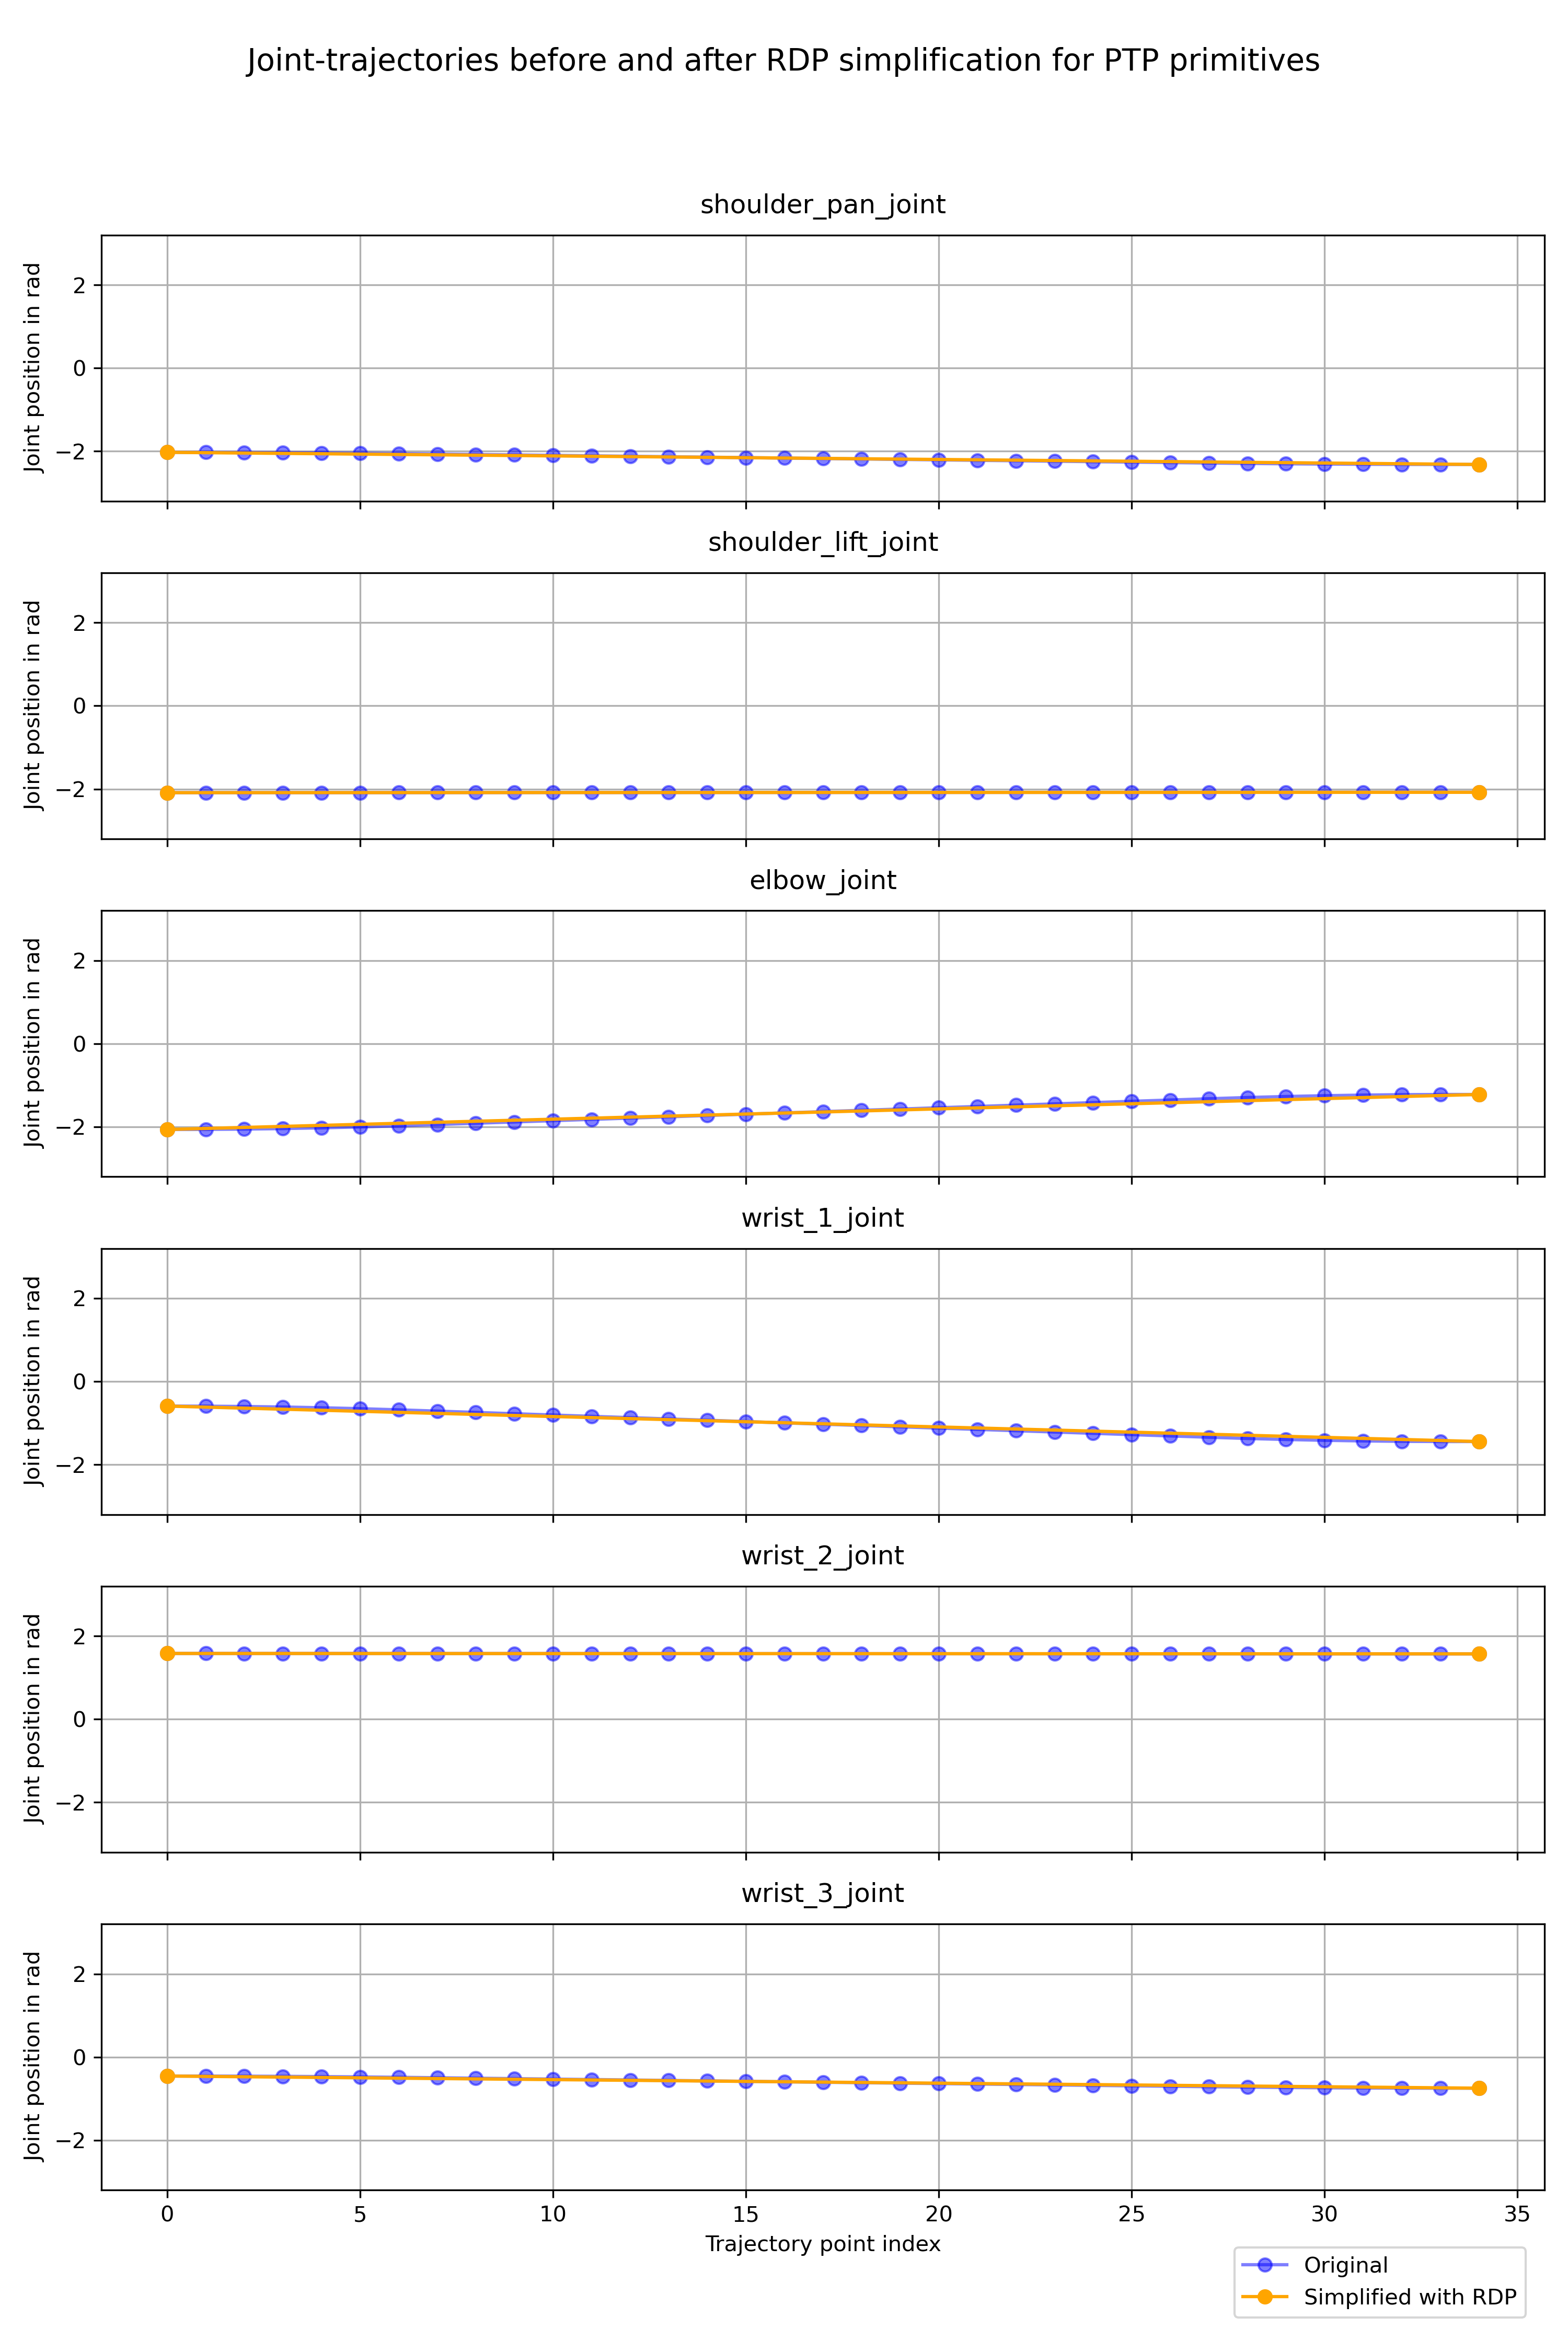 Joint-trajectories before and after RDP simplification for PTP primitives
shoulder_pan_joint
Joint position in rad
2
0
−2
shoulder_lift_joint
Joint position in rad
2
0
−2
elbow_joint
Joint position in rad
2
0
−2
wrist_1_joint
Joint position in rad
2
0
−2
wrist_2_joint
Joint position in rad
2
0
−2
wrist_3_joint
Joint position in rad
2
0
−2
0 5 10 15 20 25 30 35
Trajectory point index
Original
Simplified with RDP